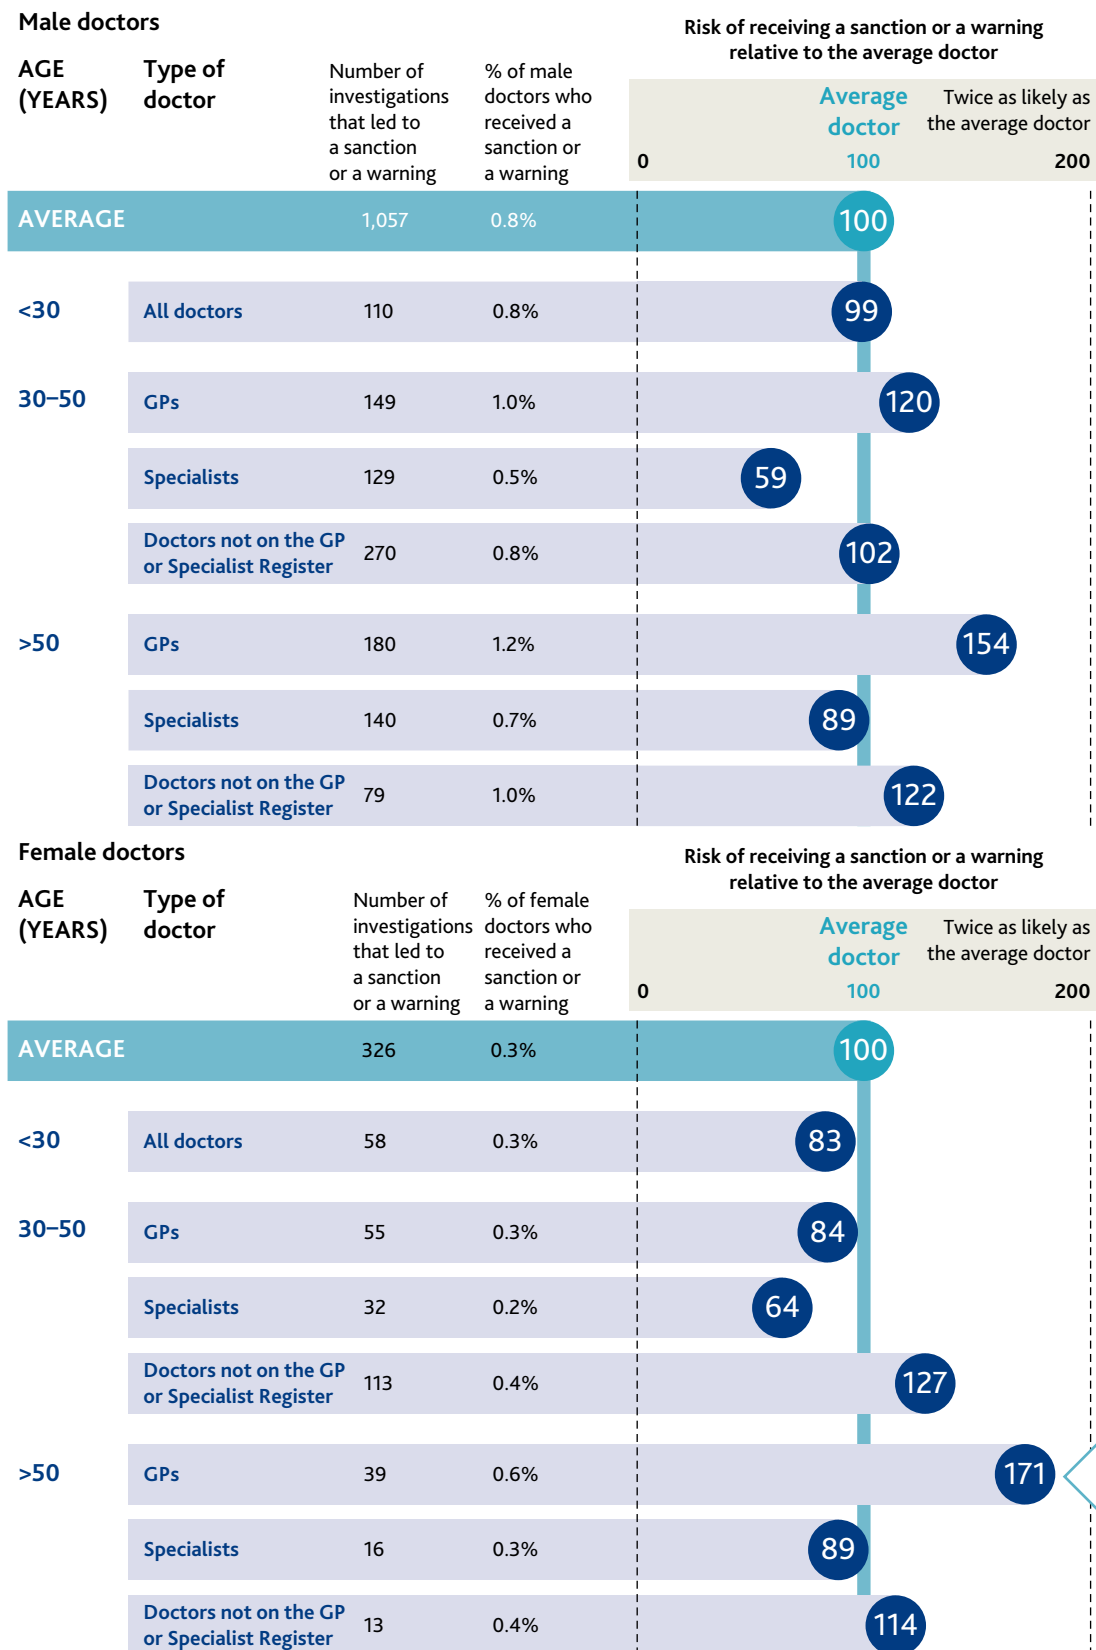 Male doctors
Risk of receiving a sanction or a warning
relative to the average doctor
AGE
(YEARS)
Type of
doctor
Number of
investigations
that led to
a sanction
or a warning
% of male
doctors who
received a
sanction or
a warning
Average
doctor
Twice as likely as
the average doctor
0 100 200
AVERAGE 1,057 0.8% 100
<30 All doctors 110 0.8% 99
30–50 GPs 149 1.0% 120
Specialists 129 0.5% 59
Doctors not on the GP
or Specialist Register 270 0.8% 102
>50 GPs 180 1.2% 154
Specialists 140 0.7% 89
Doctors not on the GP
or Specialist Register 79 1.0% 122
Female doctors
Risk of receiving a sanction or a warning
relative to the average doctor
AGE
(YEARS)
Type of
doctor
Number of
investigations
that led to
a sanction
or a warning
% of female
doctors who
received a
sanction or
a warning
Average
doctor
Twice as likely as
the average doctor
0 100 200
AVERAGE 326 0.3% 100
<30 All doctors 58 0.3% 83
30–50 GPs 55 0.3% 84
Specialists 32 0.2% 64
Doctors not on the GP
or Specialist Register 113 0.4% 127
>50 GPs 39 0.6% 171
Specialists 16 0.3% 89
Doctors not on the GP
or Specialist Register 13 0.4% 114